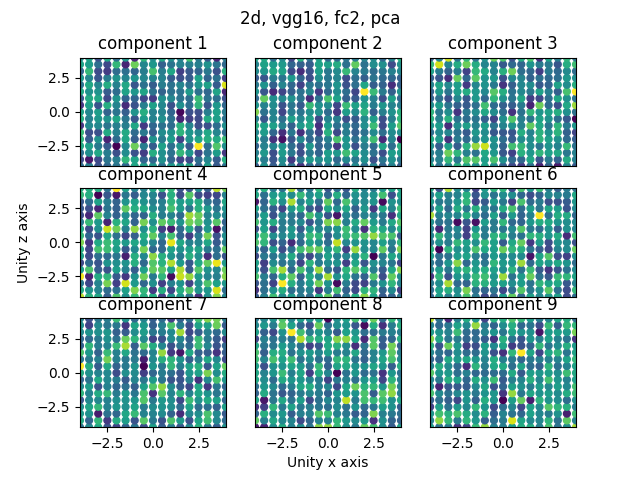 2d, vgg16, fc2, pca
component 1
component 2
component 3
2.5
0.0
−2.5
component 4
component 5
component 6
2.5
0.0
−2.5
Unity z axis
component 7
component 8
component 9
2.5
0.0
−2.5
−2.5 0.0 2.5
−2.5 0.0 2.5
−2.5 0.0 2.5
Unity x axis